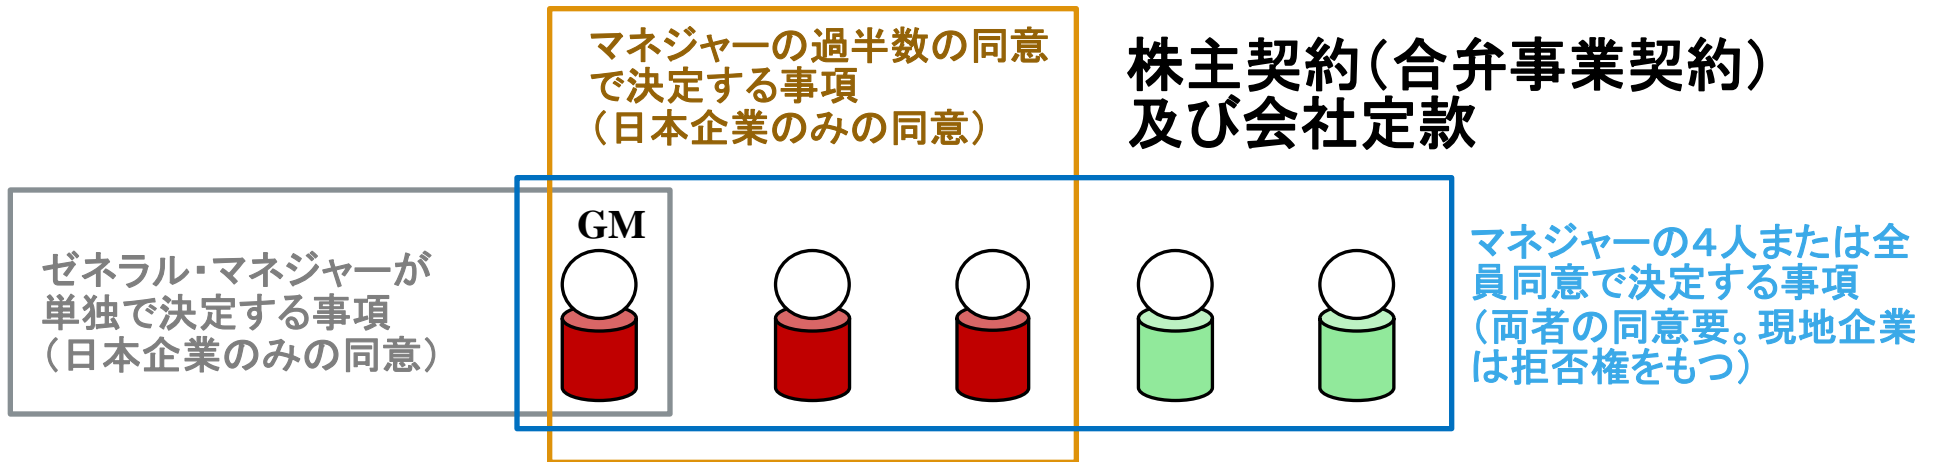 マネジャーの過半数の同意
で決定する事項
（日本企業のみの同意）
株主契約（合弁事業契約）
及び会社定款
GM
ゼネラル・マネジャーが
単独で決定する事項
（日本企業のみの同意）
マネジャーの４人または全
員同意で決定する事項
（両者の同意要。現地企業
は拒否権をもつ）